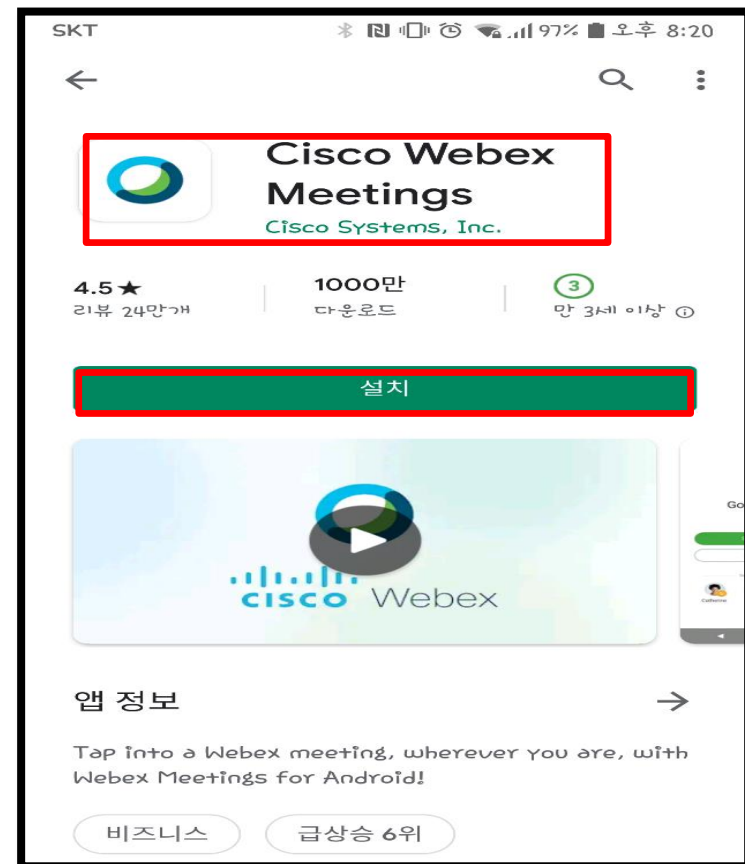 SKT 97% 오후 8:20
Cisco Webex
Meetings
Cisco Systems, Inc.
4.5★ 1000만 3
리뷰 24만개 다운로드 만 3세 이상
설치
CISCO Webex
Go
Catherine
앱 정보
Tap into a Webex meeting, wherever you are, with
Webex Meetings for Android!
비즈니스 급상승 6위